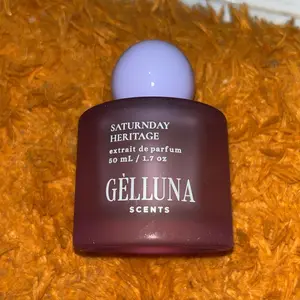 SATURNDAY
HERITAGE
extrait de parfum
50 mL / 1.7 oz
GÈLLUNA
SCENTS